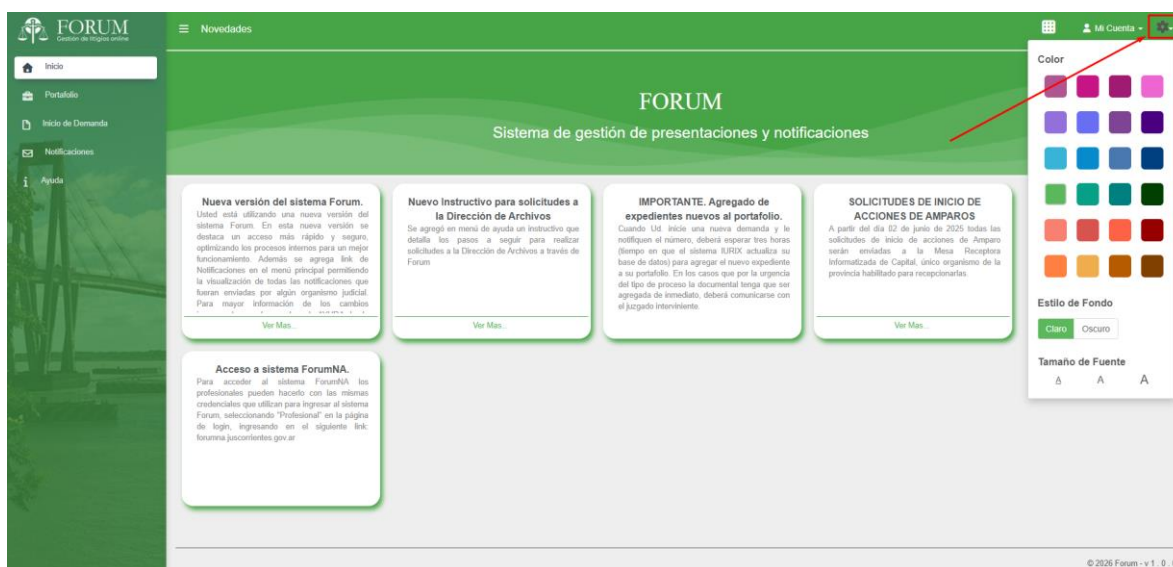 FORUM
Gestión de litigios online
Novedades
Mi Cuenta
Inicio
Portafolio
Inicio de Demanda
Notificaciones
Ayuda
FORUM
Sistema de gestión de presentaciones y notificaciones
Nueva versión del sistema Forum.
Usted está utilizando una nueva versión del
sistema Forum. En esta nueva versión se
destaca un acceso más rápido y seguro,
optimizando los procesos internos para un mejor
funcionamiento. Además se agrega link de
Notificaciones en el menú principal permitiendo
la visualización de todas las notificaciones que
fueran enviadas por algún organismo judicial.
Para mayor información de los cambios
Ver Mas...
Nuevo Instructivo para solicitudes a
la Dirección de Archivos
Se agregó en menú de ayuda un instructivo que
detalla los pasos a seguir para realizar
solicitudes a la Dirección de Archivos a través de
Forum
Ver Mas...
IMPORTANTE. Agregado de
expedientes nuevos al portafolio.
Cuando Ud. inicie una nueva demanda y le
notifiquen el número, deberá esperar tres horas
(tiempo en que el sistema IURIX actualiza su
base de datos) para agregar el nuevo expediente
a su portafolio. En los casos que por la urgencia
del tipo de proceso la documental tenga que ser
agregada de inmediato, deberá comunicarse con
el juzgado interviniente.
SOLICITUDES DE INICIO DE
ACCIONES DE AMPAROS
A partir del día 02 de junio de 2025 todas las
solicitudes de inicio de acciones de Amparo
serán enviadas a la Mesa Receptora
Informatizada de Capital, único organismo de la
provincia habilitado para recepcionarlas.
Ver Mas...
Acceso a sistema ForumNA.
Para acceder al sistema ForumNA los
profesionales pueden hacerlo con las mismas
credenciales que utilizan para ingresar al sistema
Forum, seleccionando "Profesional" en la página
de login, ingresando en el siguiente link:
forumna.juscorrientes.gov.ar
Color
Estilo de Fondo
Claro Oscuro
Tamaño de Fuente
A A A
© 2026 Forum - v 1 . 0 .